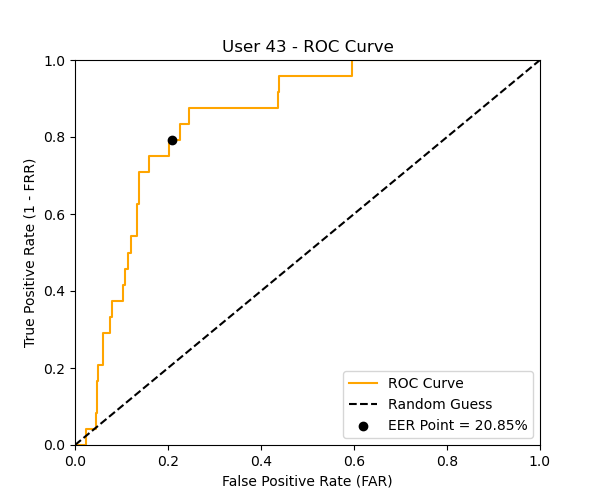 User 43 - ROC Curve
True Positive Rate (1 - FRR)
1.0
0.8
0.6
0.4
0.2
0.0
0.0 0.2 0.4 0.6 0.8 1.0
False Positive Rate (FAR)
ROC Curve
Random Guess
EER Point = 20.85%